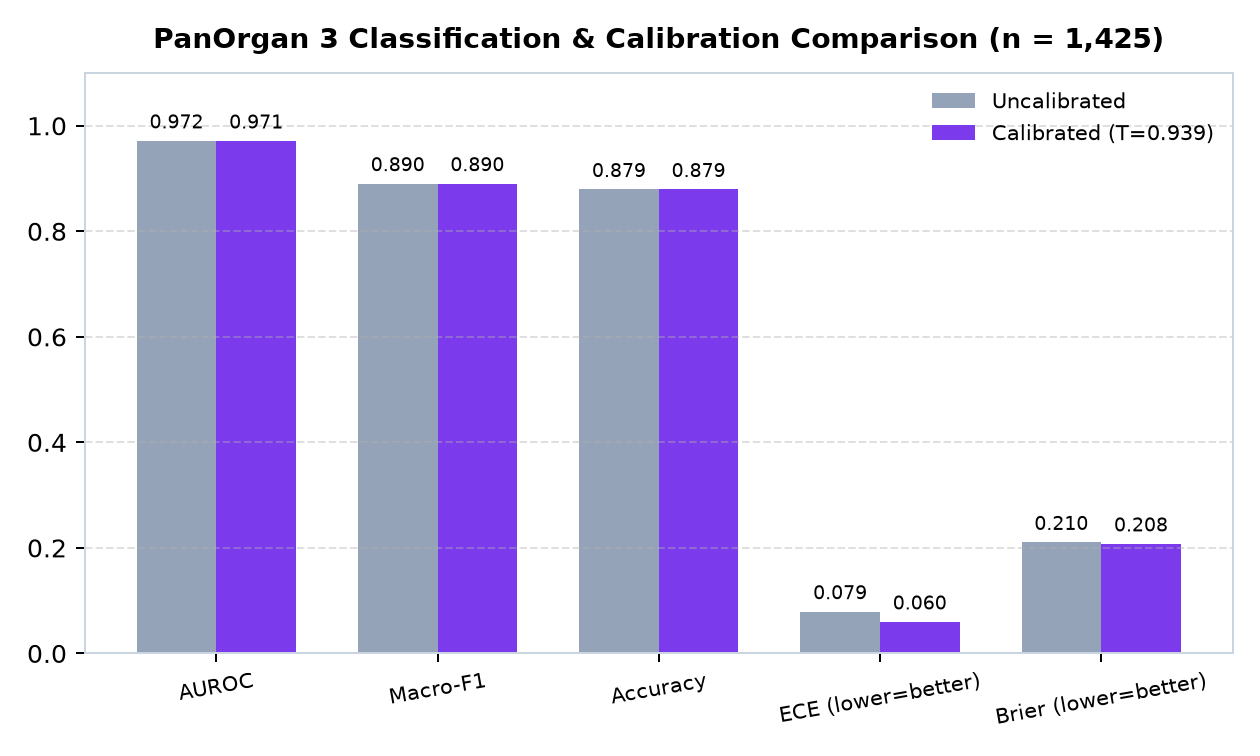 PanOrgan 3 Classification & Calibration Comparison (n = 1,425)
Uncalibrated
Calibrated (T=0.939)
1.0
0.8
0.6
0.4
0.2
0.0
0.972 0.971
0.890 0.890
0.879 0.879
0.079 0.060
0.210 0.208
AUROC
Macro-F1
Accuracy
ECE (lower=better)
Brier (lower=better)